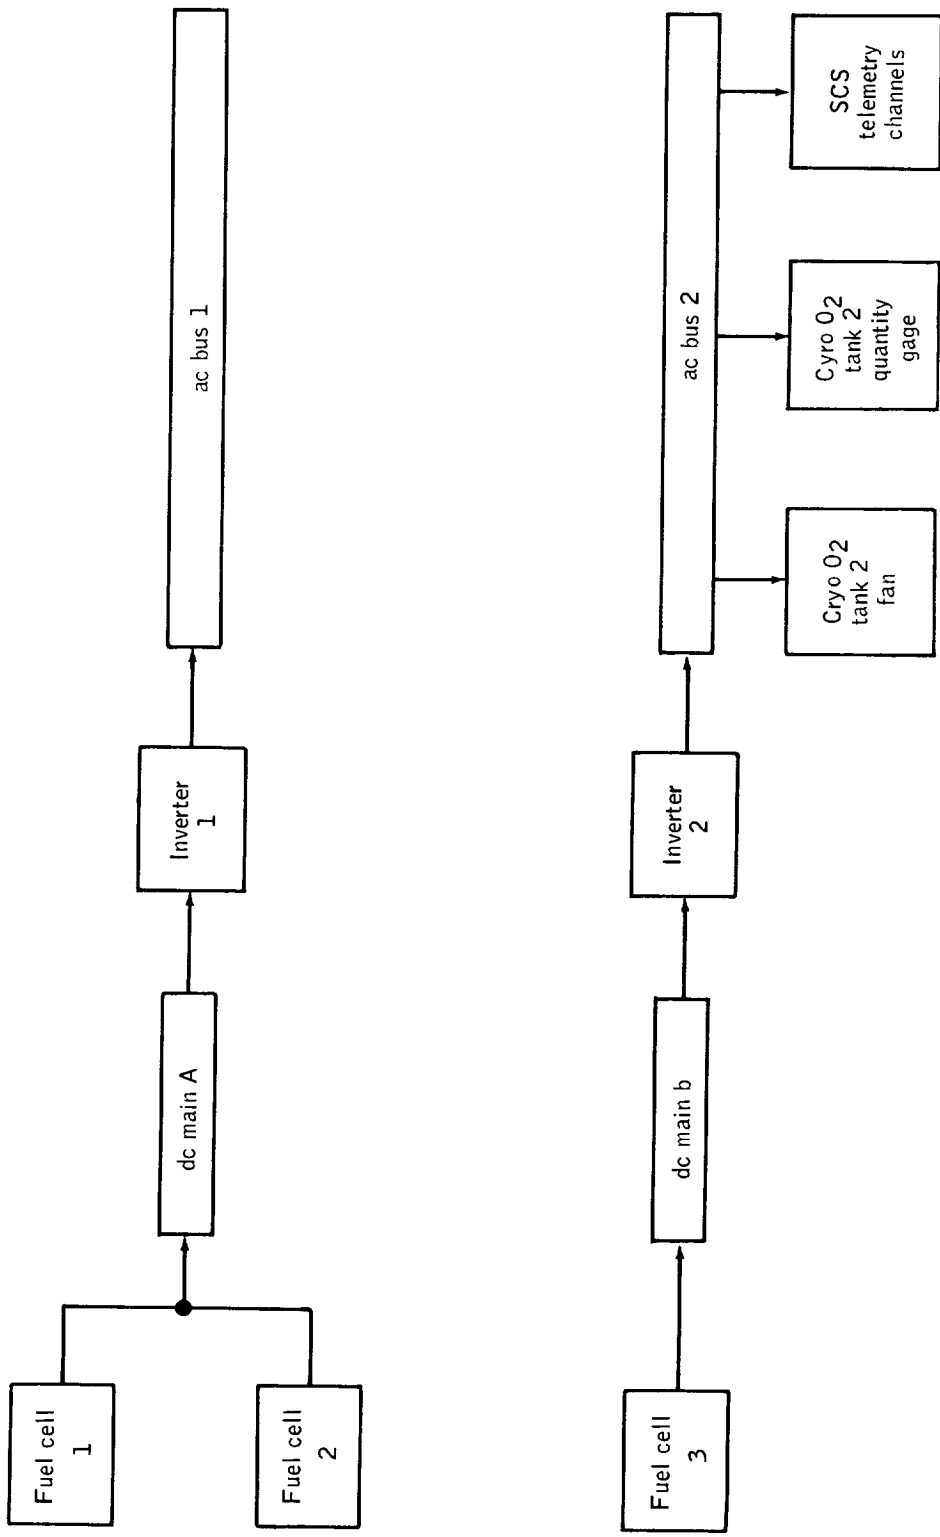 Fuel cell
1
Fuel cell
2
dc main A
Inverter
1
ac bus 1
Fuel cell
3
dc main b
Inverter
2
ac bus 2
Cryo O2
tank 2
fan
Cyro O2
tank 2
quantity
gage
SCS
telemetry
channels